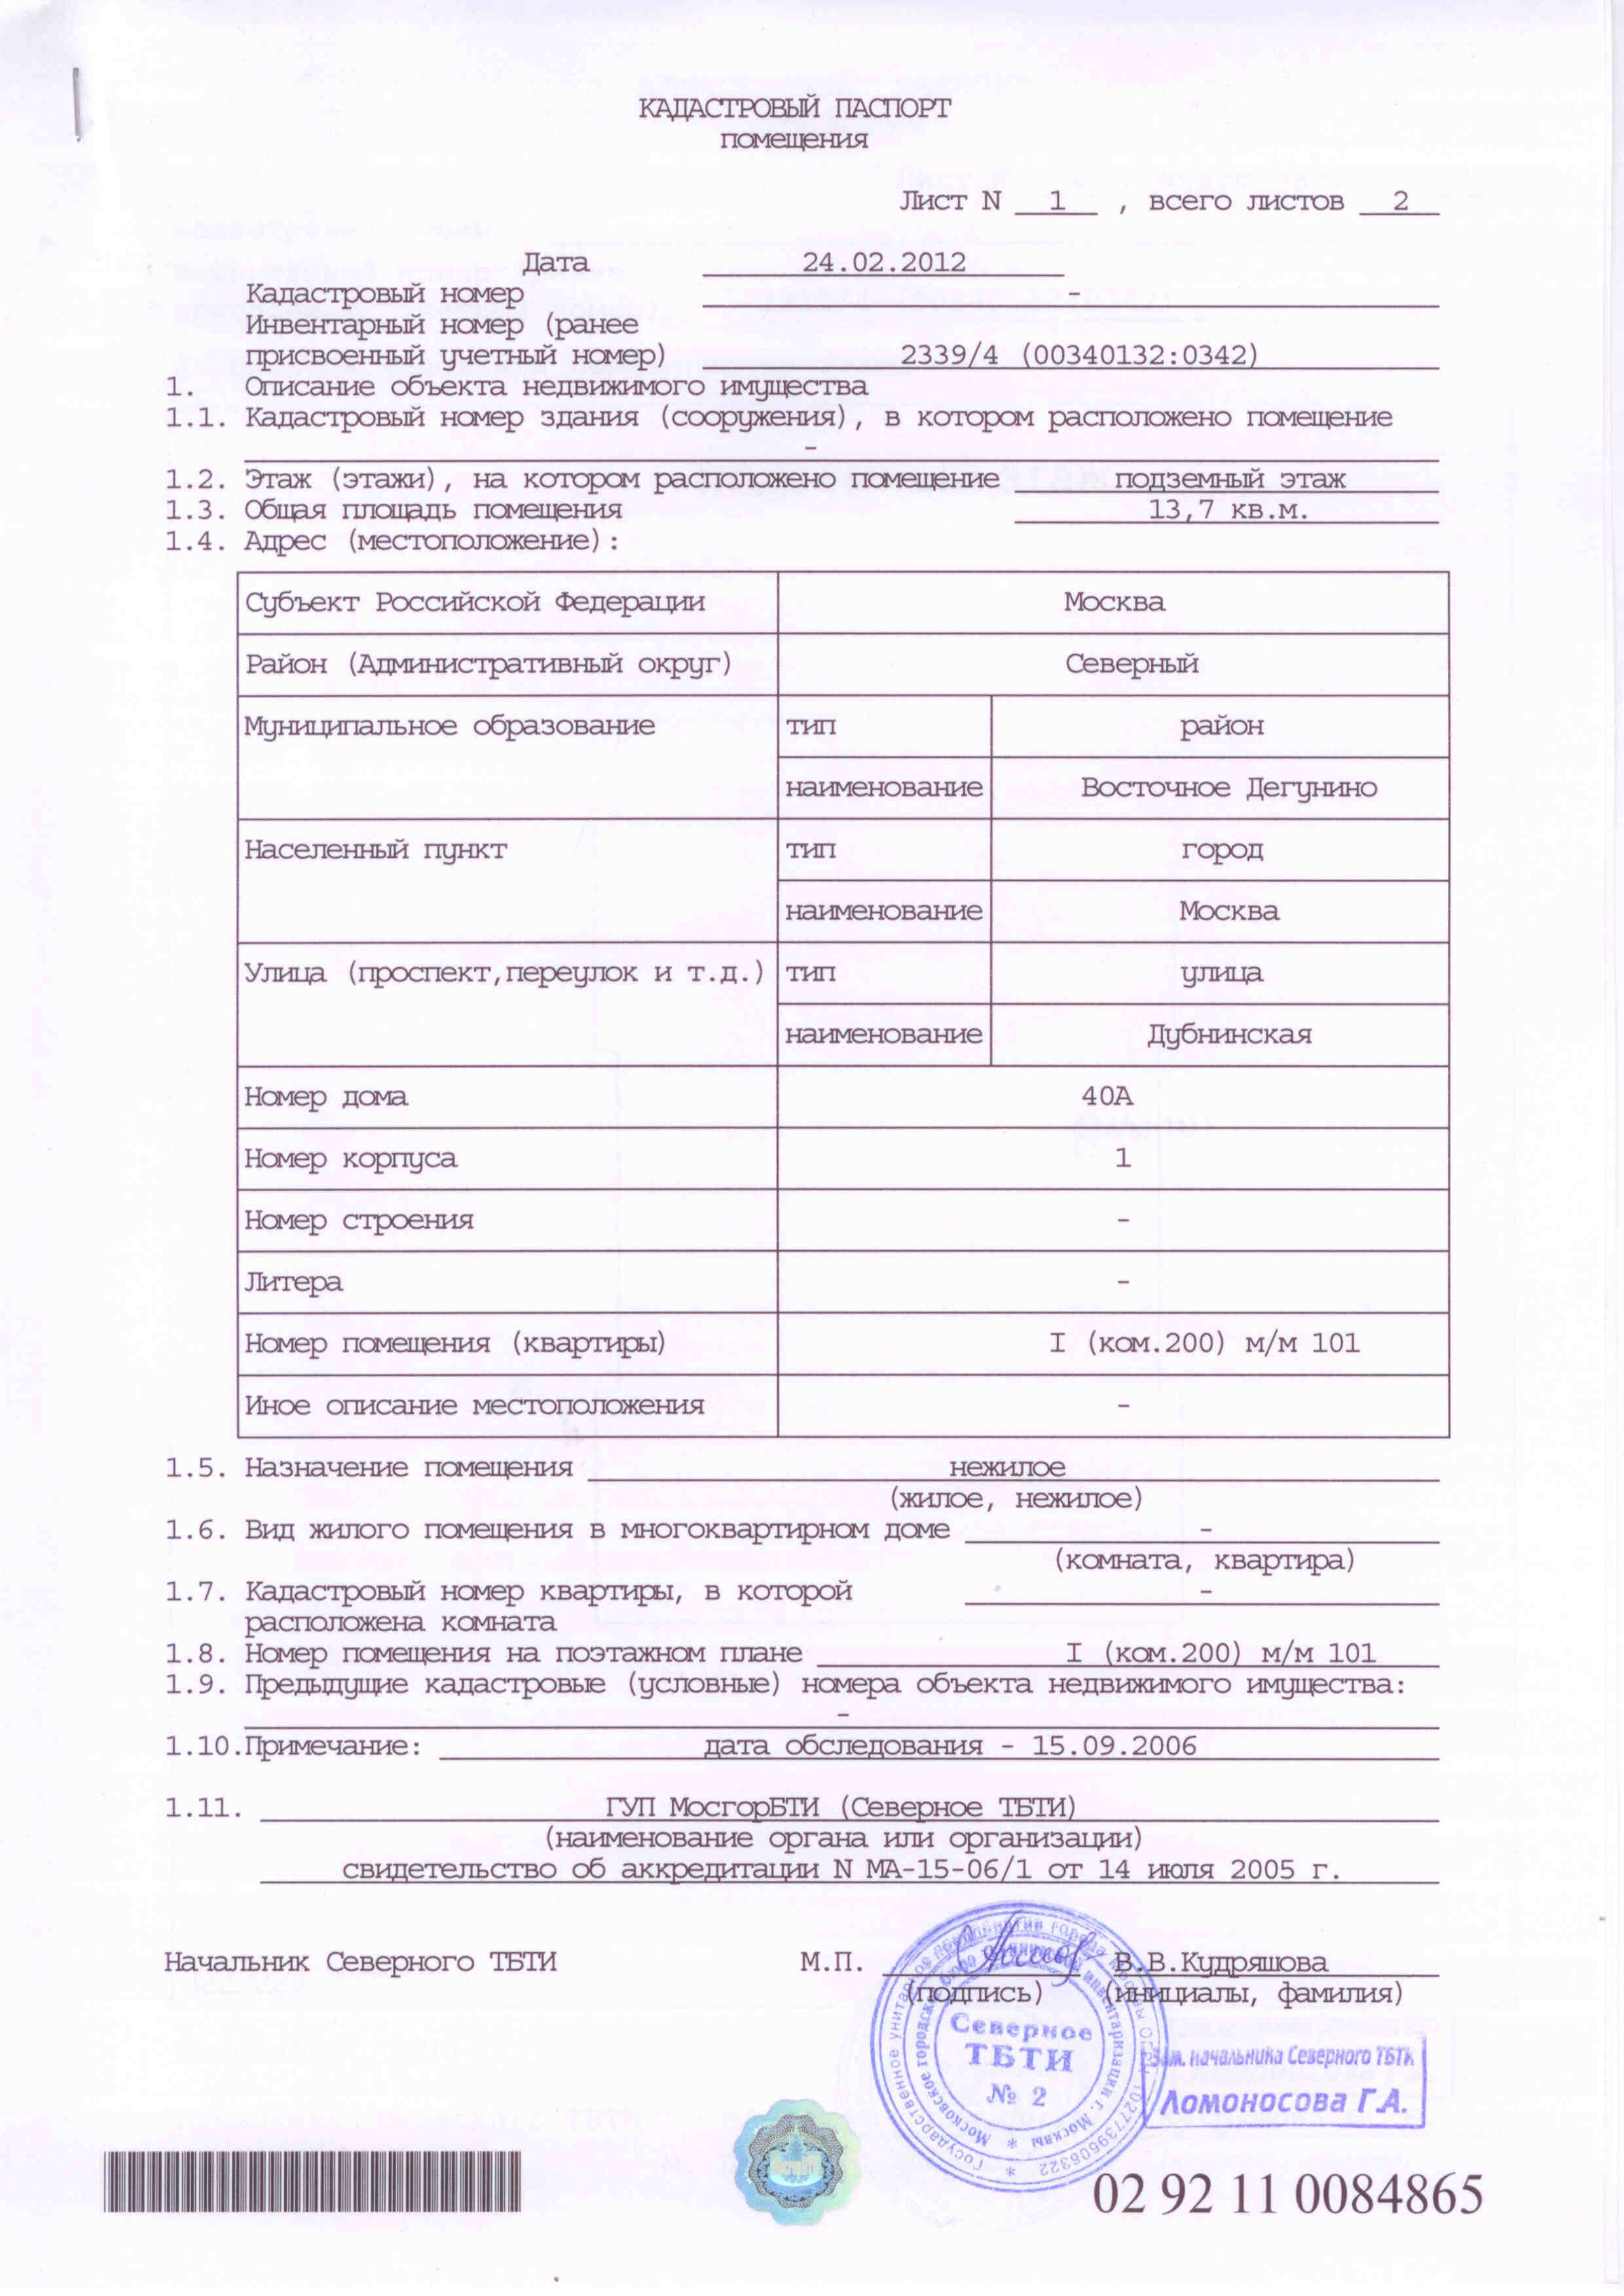 КАДАСТРОВЫЙ ПАСПОРТ
помещения
Лист N 1 , всего листов 2
Дата 24.02.2012
Кадастровый номер -
Инвентарный номер (ранее
присвоенный учетный номер) 2339/4 (00340132:0342)
1. Описание объекта недвижимого имущества
1.1. Кадастровый номер здания (сооружения), в котором расположено помещение
-
1.2. Этаж (этажи), на котором расположено помещение подземный этаж
1.3. Общая площадь помещения 13,7 кв.м.
1.4. Адрес (местоположение):
Субъект Российской Федерации Москва
Район (Административный округ) Северный
Муниципальное образование тип район
наименование Восточное Дегунино
Населенный пункт тип город
наименование Москва
Улица (проспект,переулок и т.д.) тип улица
наименование Дубнинская
Номер дома 40А
Номер корпуса 1
Номер строения -
Литера -
Номер помещения (квартиры) I (ком.200) м/м 101
Иное описание местоположения -
1.5. Назначение помещения нежилое
(жилое, нежилое)
1.6. Вид жилого помещения в многоквартирном доме -
(комната, квартира)
1.7. Кадастровый номер квартиры, в которой -
расположена комната
1.8. Номер помещения на поэтажном плане I (ком.200) м/м 101
1.9. Предыдущие кадастровые (условные) номера объекта недвижимого имущества:
-
1.10.Примечание: дата обследования - 15.09.2006
1.11. ГУП МосгорБТИ (Северное ТБТИ)
(наименование органа или организации)
свидетельство об аккредитации N МА-15-06/1 от 14 июля 2005 г.
Начальник Северного ТБТИ М.П. В.В.Кудряшова
(подпись) (инициалы, фамилия)
Северное
ТБТИ
№ 2
Зам. начальника Северного ТБТИ
Ломоносова Г.А.
02 92 11 0084865